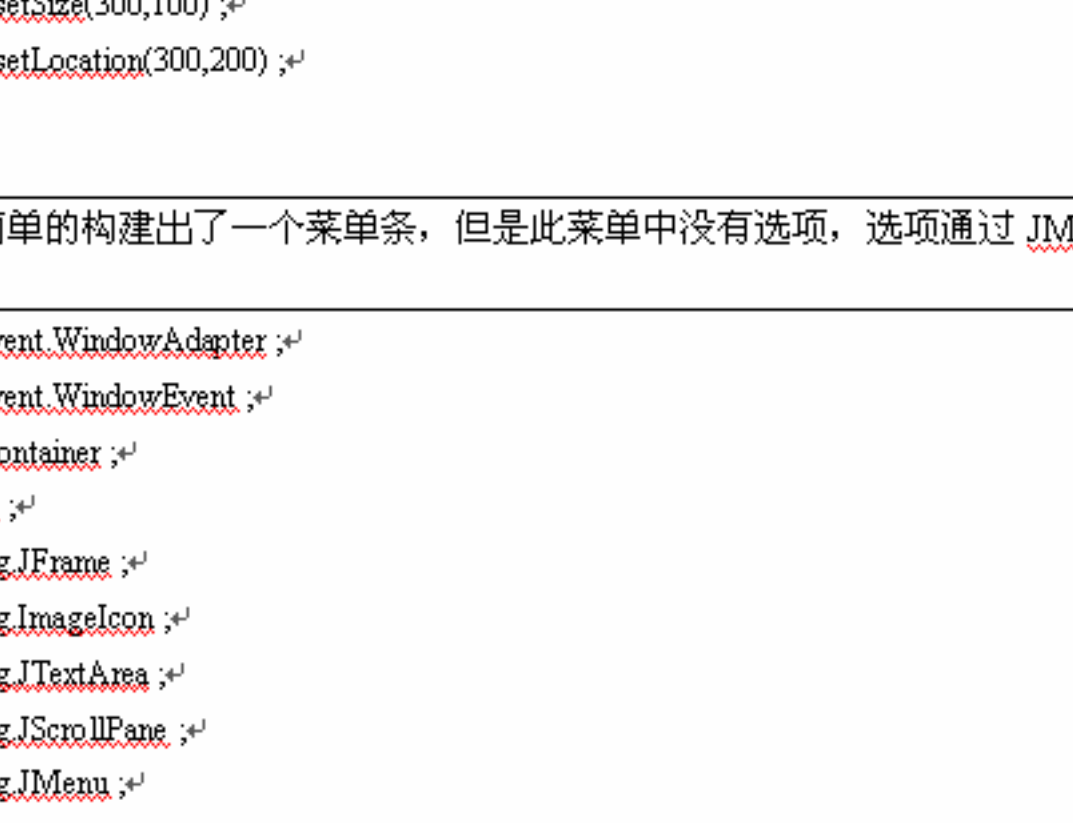 setSize(300,100) ;↵
setLocation(300,200) ;↵
单的构建出了一个菜单条，但是此菜单中没有选项，选项通过 JM
vent.WindowAdapter ;↵
vent.WindowEvent ;↵
ontainer ;↵
;↵
g.JFrame ;↵
g.ImageIcon ;↵
g.JTextArea ;↵
g.JScrollPane ;↵
g.JMenu ;↵